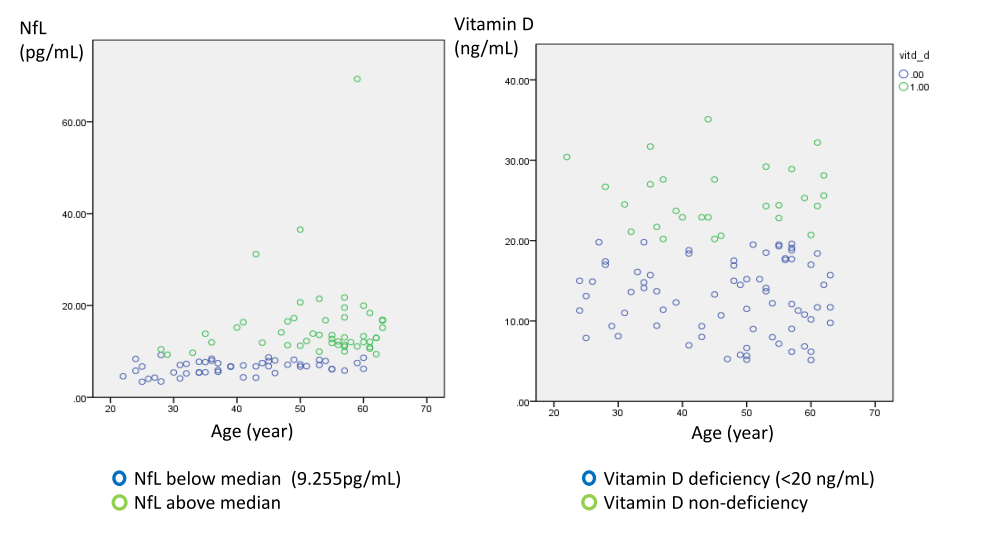 NfL
(pg/mL)
60.00
40.00
20.00
.00
20 30 40 50 60 70
Age (year)
NfL below median (9.255pg/mL)
NfL above median
Vitamin D
(ng/mL)
40.00
30.00
20.00
10.00
.00
20 30 40 50 60 70
Age (year)
vitd_d
.00
1.00
Vitamin D deficiency (<20 ng/mL)
Vitamin D non-deficiency